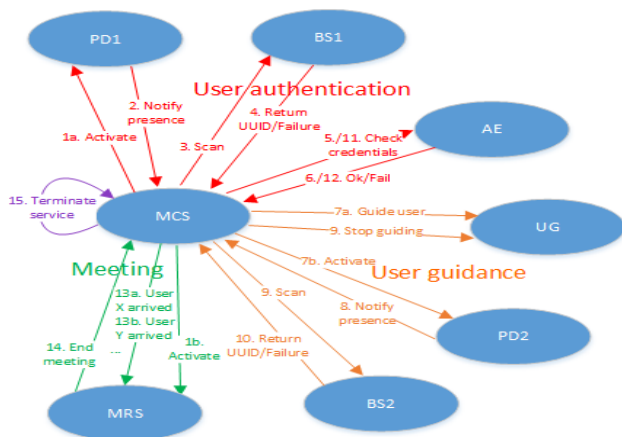 PD1
BS1
User authentication
2. Notify
presence
4. Return
UUID/Failure
1a. Activate
3. Scan
5./11. Check
credentials
AE
6./12. Ok/Fail
15. Terminate
service
MCS
7a. Guide user
9. Stop guiding
UG
Meeting
7b. Activate
User guidance
13a. User
X arrived
13b. User
Y arrived
...
9. Scan
8. Notify
presence
14. End
meeting
1b.
Activate
10. Return
UUID/Failure
PD2
MRS
BS2